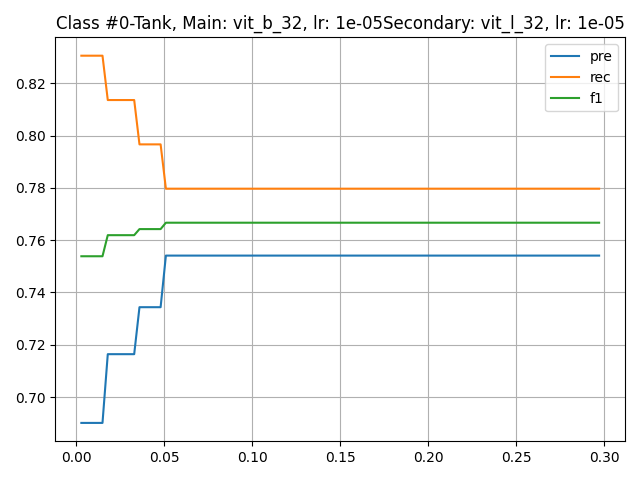 Class #0-Tank, Main: vit_b_32, lr: 1e-05Secondary: vit_l_32, lr: 1e-05
pre
rec
f1
0.82
0.80
0.78
0.76
0.74
0.72
0.70
0.00 0.05 0.10 0.15 0.20 0.25 0.30